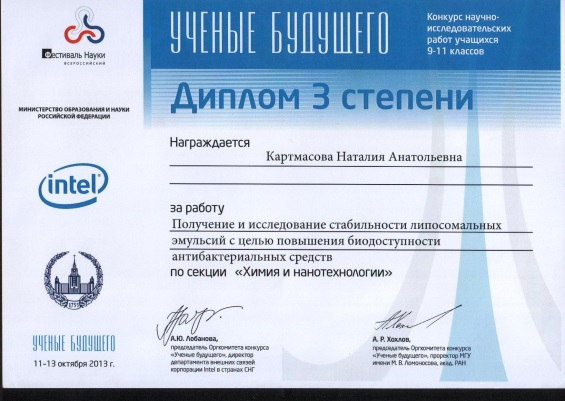 Фестиваль Науки
ВСЕРОССИЙСКИЙ
МИНИСТЕРСТВО ОБРАЗОВАНИЯ И НАУКИ
РОССИЙСКОЙ ФЕДЕРАЦИИ
intel
1755
УЧЕНЫЕ БУДУЩЕГО
11-13 октября 2013 г.
УЧЕНЫЕ БУДУЩЕГО
Конкурс научно-
исследовательских
работ учащихся
9-11 классов
Диплом 3 степени
Награждается
Картмасова Наталия Анатольевна
за работу
Получение и исследование стабильности липосомальных
эмульсий с целью повышения биодоступности
антибактериальных средств
по секции «Химия и нанотехнологии»
А.Ю. Лобанова,
председатель Оргкомитета конкурса
«Ученые будущего», директор
департамента внешних связей
корпорации Intel в странах СНГ
А. Р. Хохлов,
председатель Оргкомитета конкурса
«Ученые будущего», проректор МГУ
имени М. В. Ломоносова, акад. РАН